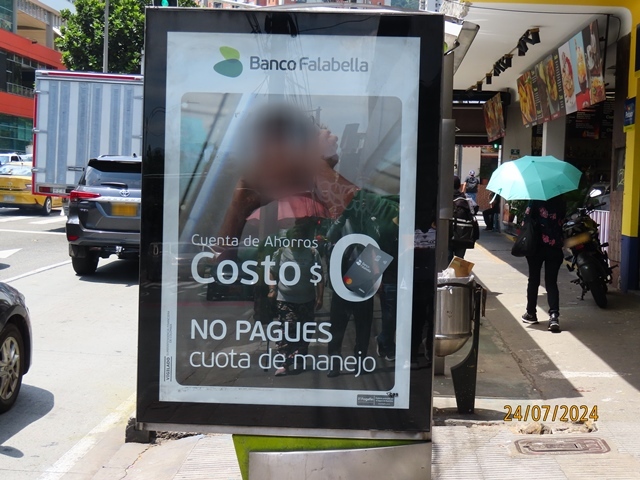 Banco Falabella
Cuenta de Ahorros
Costo $0
NO PAGUES
cuota de manejo
24/07/2024